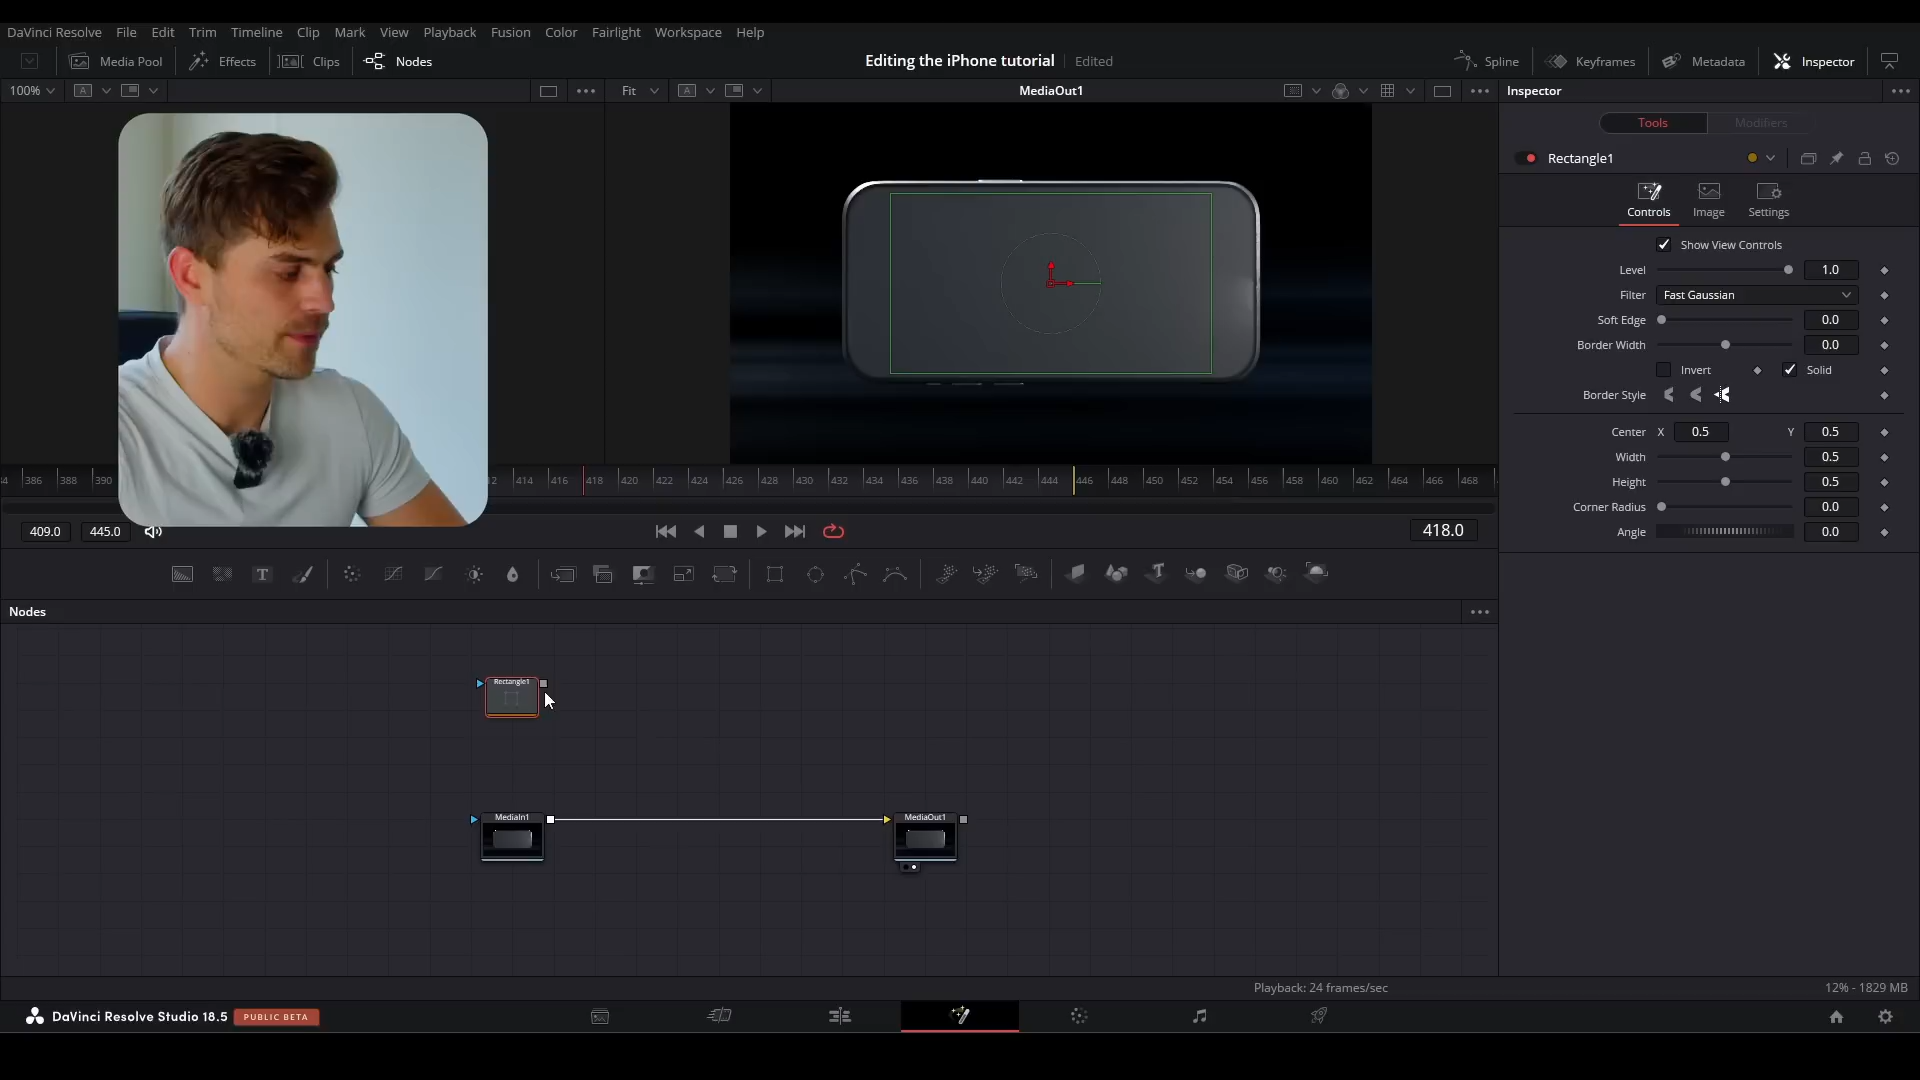 DaVinci Resolve File Edit Trim Timeline Clip Mark View Playback Fusion Color Fairlight Workspace Help
Media Pool Effects Clips Nodes Editing the iPhone tutorial Edited Spline Keyframes Metadata Inspector
100% A Fit A MediaOut1 Inspector
Tools Modifiers
Rectangle1
Controls Image Settings
Show View Controls
Level 1.0
Filter Fast Gaussian
Soft Edge 0.0
Border Width 0.0
Invert Solid
Border Style
Center X 0.5 Y 0.5
Width 0.5
Height 0.5
Corner Radius 0.0
Angle 0.0
386 388 390 414 416 418 420 422 424 426 428 430 432 434 436 438 440 442 444 446 448 450 452 454 456 458 460 462 464 466 468
409.0 445.0 418.0
Nodes
Rectangle1
MediaIn1 MediaOut1
Playback: 24 frames/sec 12% - 1829 MB
DaVinci Resolve Studio 18.5 PUBLIC BETA